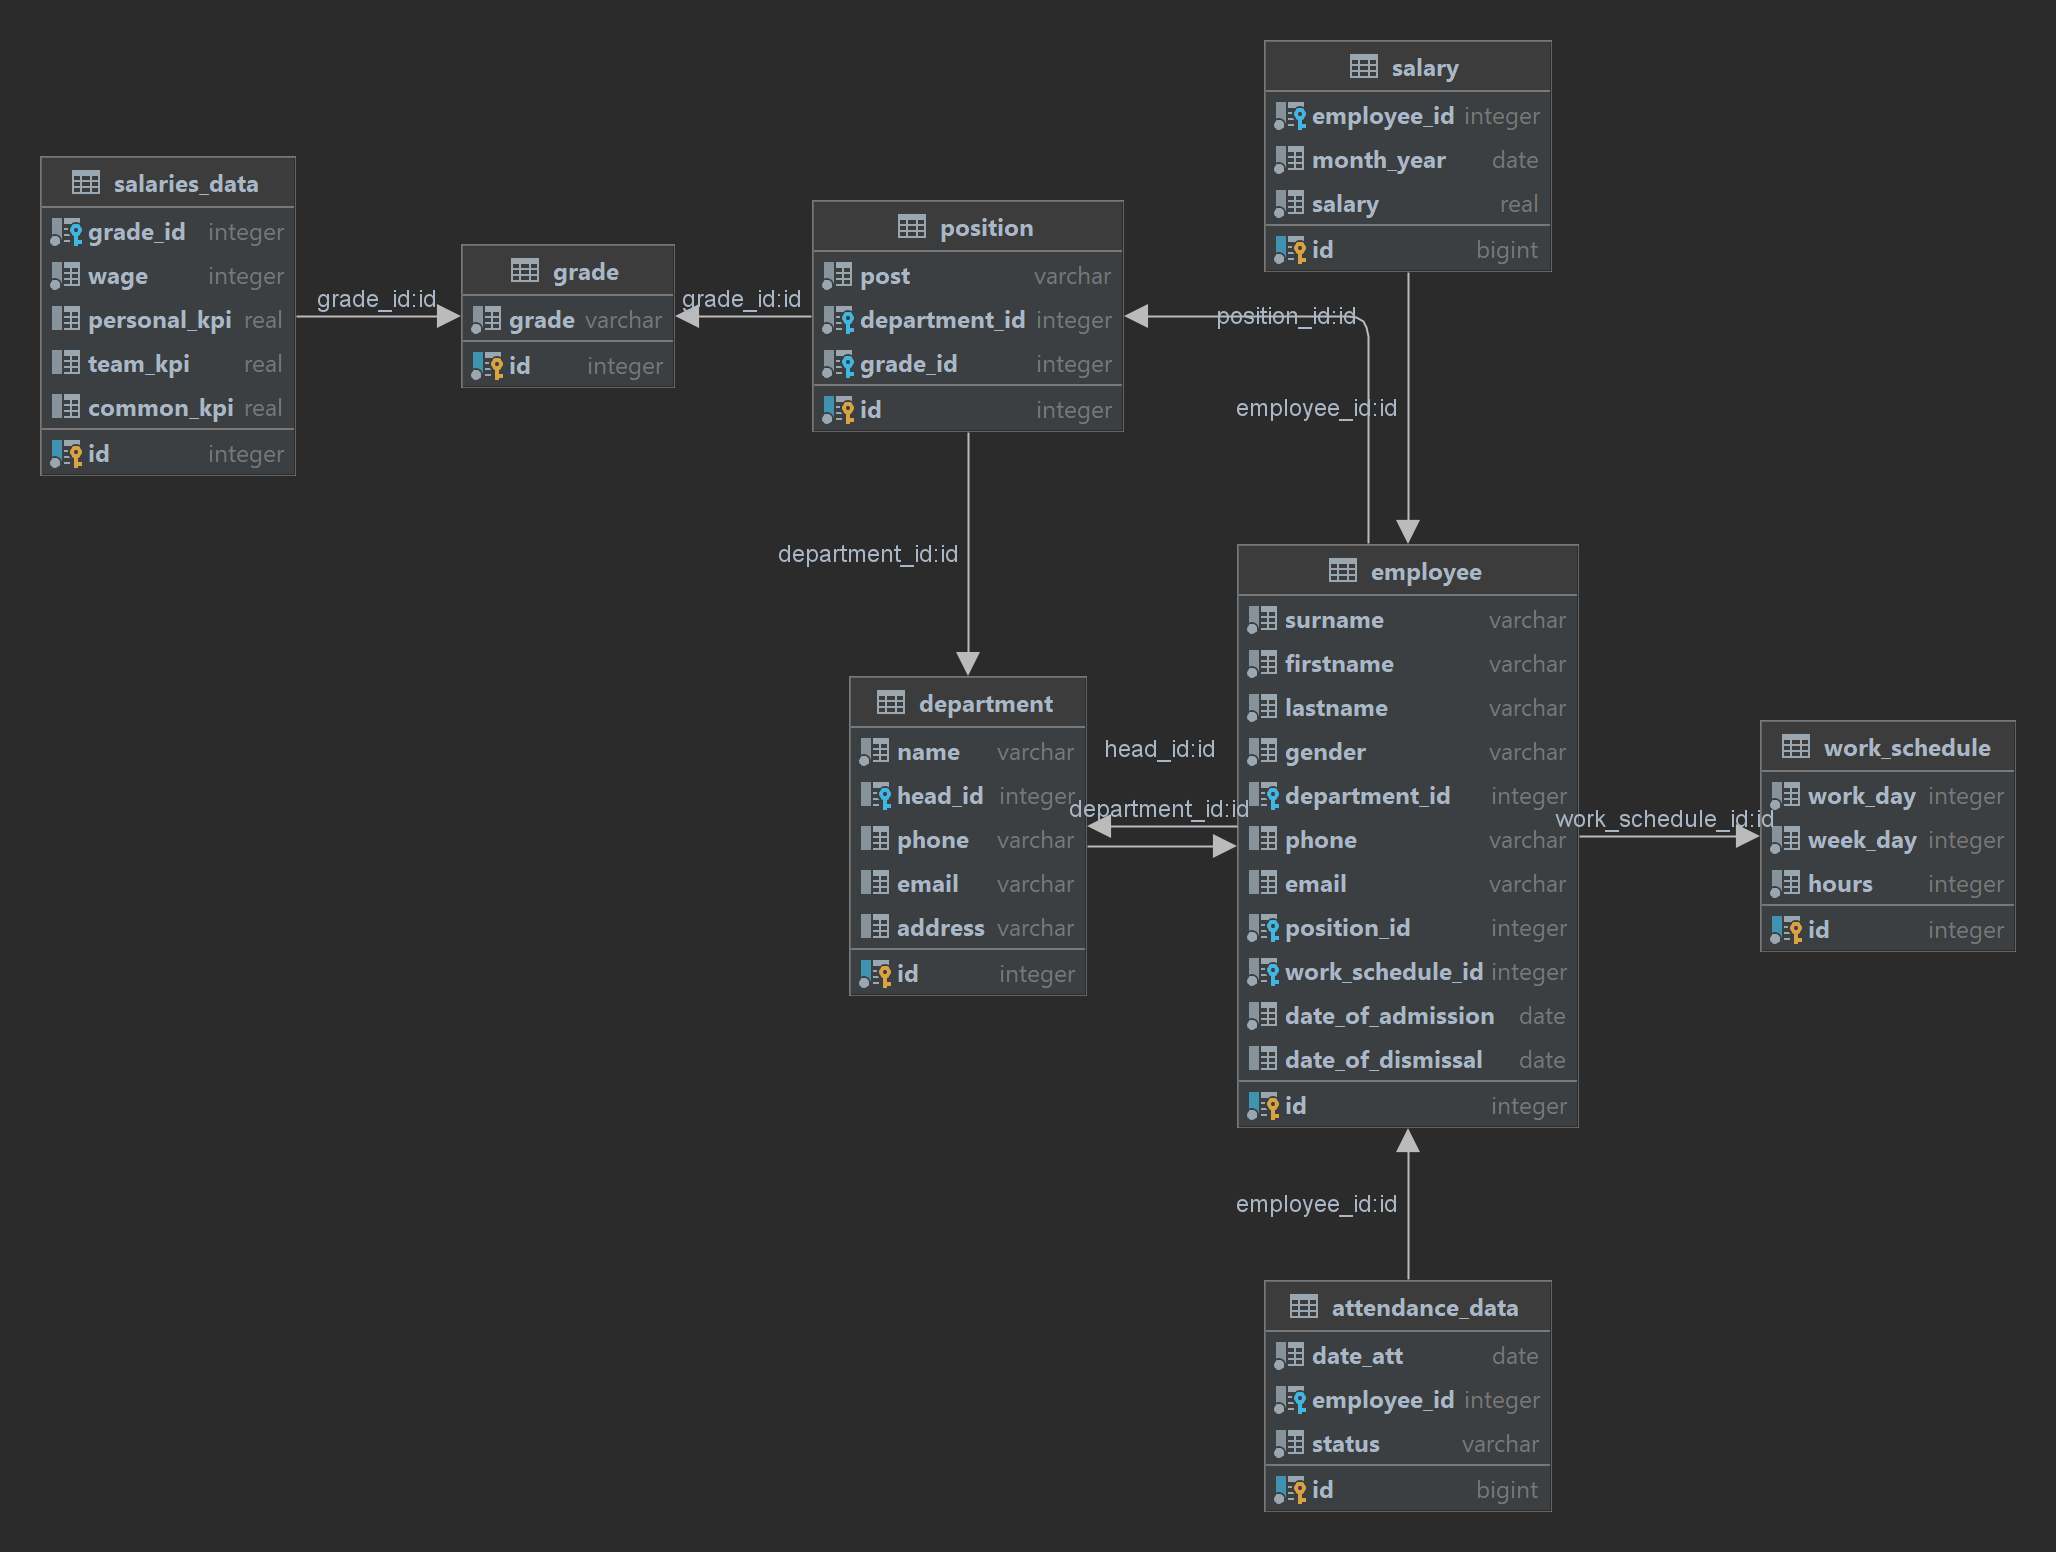 salary
employee_id integer
month_year date
salary real
id bigint
salaries_data
grade_id integer
wage integer
personal_kpi real
team_kpi real
common_kpi real
id integer
grade_id:id
grade
grade varchar
id integer
grade_id:id
position
post varchar
department_id integer
grade_id integer
id integer
position_id:id
employee_id:id
department_id:id
department
name varchar
head_id integer
phone varchar
email varchar
address varchar
id integer
head_id:id
department_id:id
employee
surname varchar
firstname varchar
lastname varchar
gender varchar
department_id integer
phone varchar
email varchar
position_id integer
work_schedule_id integer
date_of_admission date
date_of_dismissal date
id integer
work_schedule_id:id
work_schedule
work_day integer
week_day integer
hours integer
id integer
employee_id:id
attendance_data
date_att date
employee_id integer
status varchar
id bigint